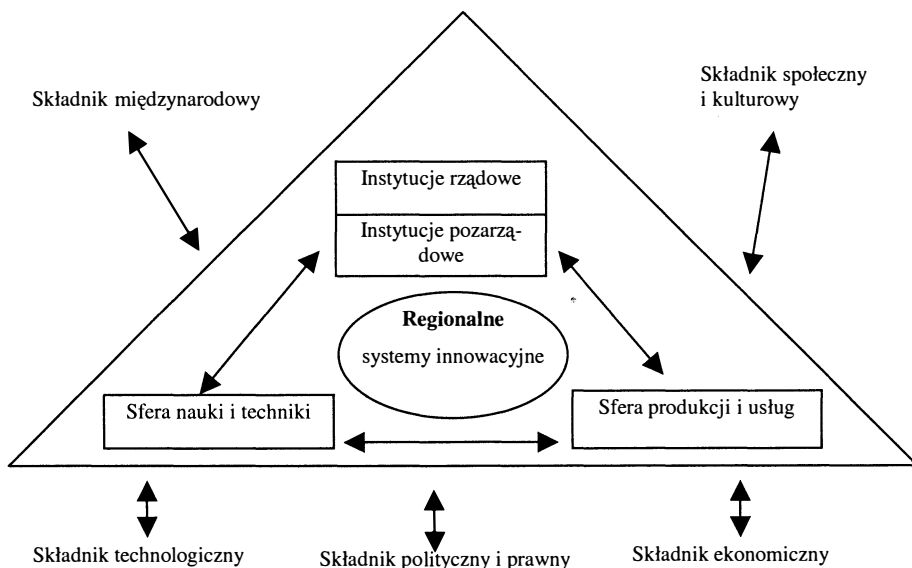 Składnik międzynarodowy
Składnik społeczny
i kulturowy
Instytucje rządowe
Instytucje pozarzą-
dowe
Regionalne
systemy innowacyjne
Sfera nauki i techniki
Sfera produkcji i usług
Składnik technologiczny
Składnik polityczny i prawny
Składnik ekonomiczny